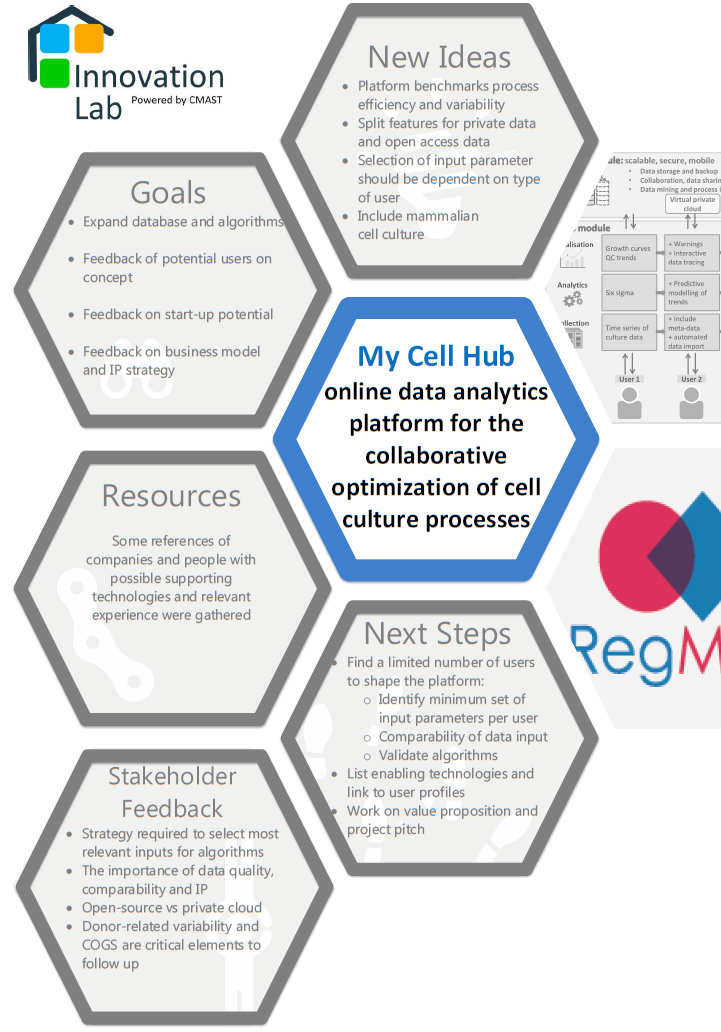 Innovation
Lab
Powered by CMAST
New Ideas
• Platform benchmarks process
efficiency and variability
• Split features for private data
and open access data
• Selection of input parameter
should be dependent on type
of user
• Include mammalian
cell culture
Goals
• Expand database and algorithms
• Feedback of potential users on
concept
• Feedback on start-up potential
• Feedback on business model
and IP strategy
scalable, secure, mobile
• Data storage and backup
• Collaboration, data
• Data mining and process
Virtual private
cloud
module
Growth curves
QC trends
+ Warnings
+ Interactive
data tracing
Analytics
Six sigma
+ Predictive
modelling of
trends
Time series of
culture data
+ Include
meta-data
+ automated
data import
User 1
User 2
My Cell Hub
online data analytics
platform for the
collaborative
optimization of cell
culture processes
Resources
Some references of
companies and people with
possible supporting
technologies and relevant
experience were gathered
RegM
Next Steps
• Find a limited number of users
to shape the platform:
o Identify minimum set of
input parameters per user
o Comparability of data input
o Validate algorithms
• List enabling technologies and
link to user profiles
• Work on value proposition and
project pitch
Stakeholder
Feedback
• Strategy required to select most
relevant inputs for algorithms
• The importance of data quality,
comparability and IP
• Open-source vs private cloud
• Donor-related variability and
COGS are critical elements to
follow up